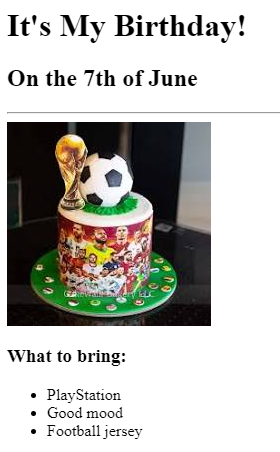 It's My Birthday!
On the 7th of June
What to bring:
PlayStation
Good mood
Football jersey